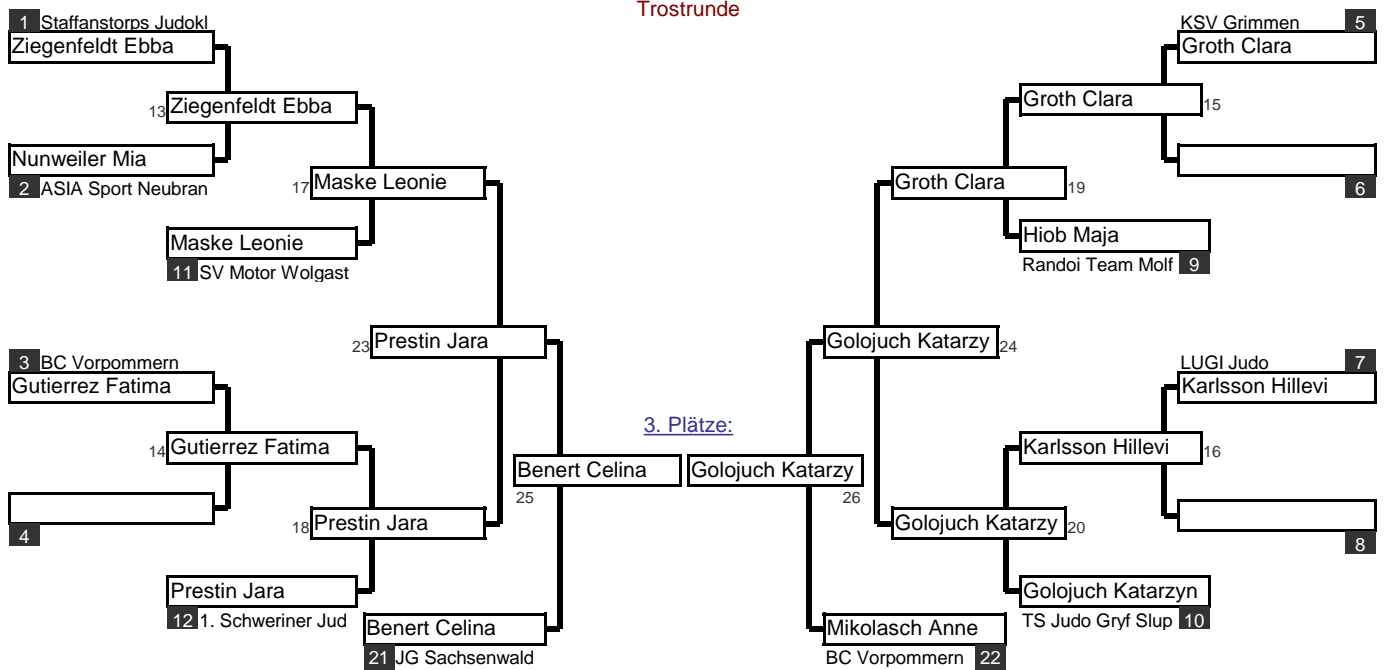 Trostrunde
1 Staffanstorps Judokl
Ziegenfeldt Ebba
13 Ziegenfeldt Ebba
Nunweiler Mia
2 ASIA Sport Neubran
17 Maske Leonie
Maske Leonie
11 SV Motor Wolgast
23 Prestin Jara
3 BC Vorpommern
Gutierrez Fatima
14 Gutierrez Fatima
4
18 Prestin Jara
Prestin Jara
12 1. Schweriner Jud
Benert Celina
21 JG Sachsenwald
3. Plätze:
Benert Celina
25
Golojuch Katarzy
26
KSV Grimmen 5
Groth Clara
Groth Clara 15
6
Groth Clara 19
Hiob Maja
Randoi Team Molf 9
Golojuch Katarzy 24
LUGI Judo 7
Karlsson Hillevi
Karlsson Hillevi 16
8
Golojuch Katarzy 20
Golojuch Katarzyn
TS Judo Gryf Slup 10
Mikolasch Anne
BC Vorpommern 22